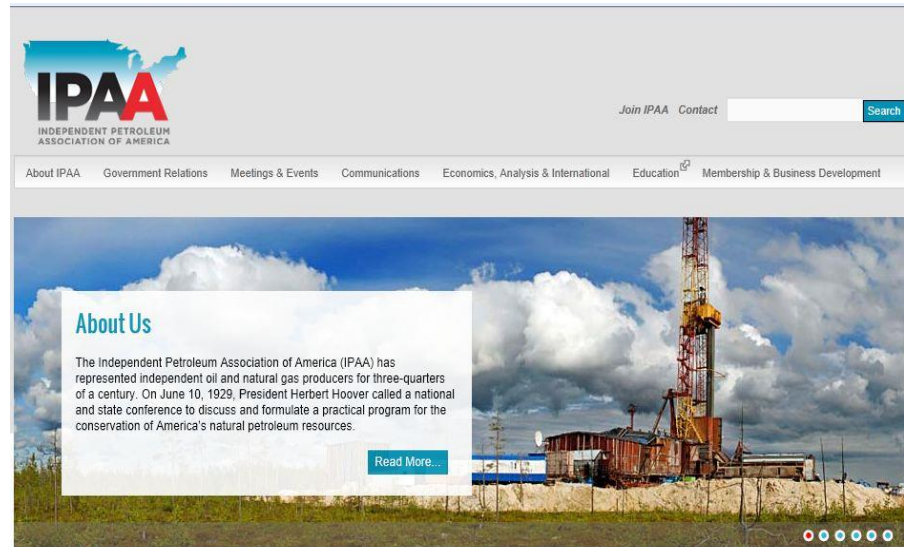 IPAA
INDEPENDENT PETROLEUM
ASSOCIATION OF AMERICA
Join IPAA Contact Search
About IPAA Government Relations Meetings & Events Communications Economics, Analysis & International Education Membership & Business Development
About Us
The Independent Petroleum Association of America (IPAA) has
represented independent oil and natural gas producers for three-quarters
of a century. On June 10, 1929, President Herbert Hoover called a national
and state conference to discuss and formulate a practical program for the
conservation of America's natural petroleum resources.
Read More...